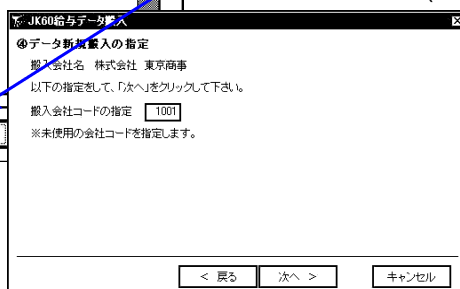 JK60給与データ搬入
④データ新規搬入の指定
搬入会社名 株式会社 東京商事
以下の指定をして、「次へ」をクリックして下さい。
搬入会社コードの指定 1001
※未使用の会社コードを指定します。
< 戻る 次へ > キャンセル